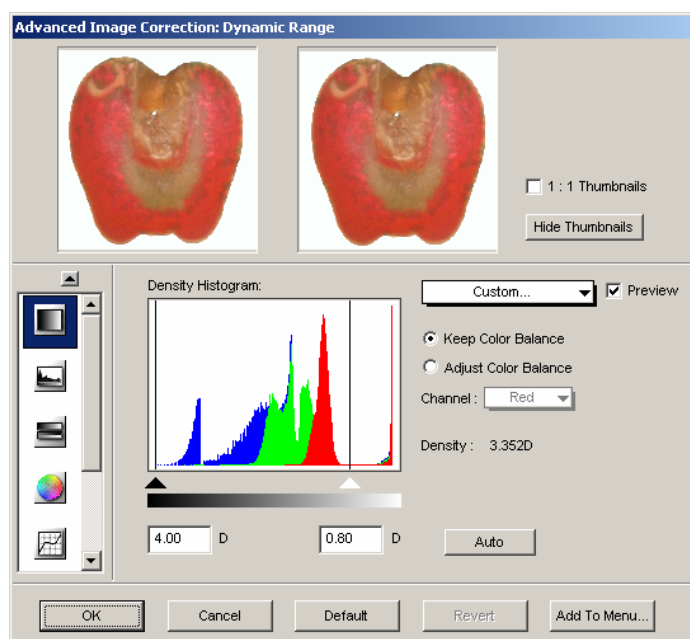 Advanced Image Correction: Dynamic Range
1 : 1 Thumbnails
Hide Thumbnails
Density Histogram:
Custom...
Preview
Keep Color Balance
Adjust Color Balance
Channel : Red
Density : 3.352D
4.00 D 0.80 D Auto
OK Cancel Default Revert Add To Menu...